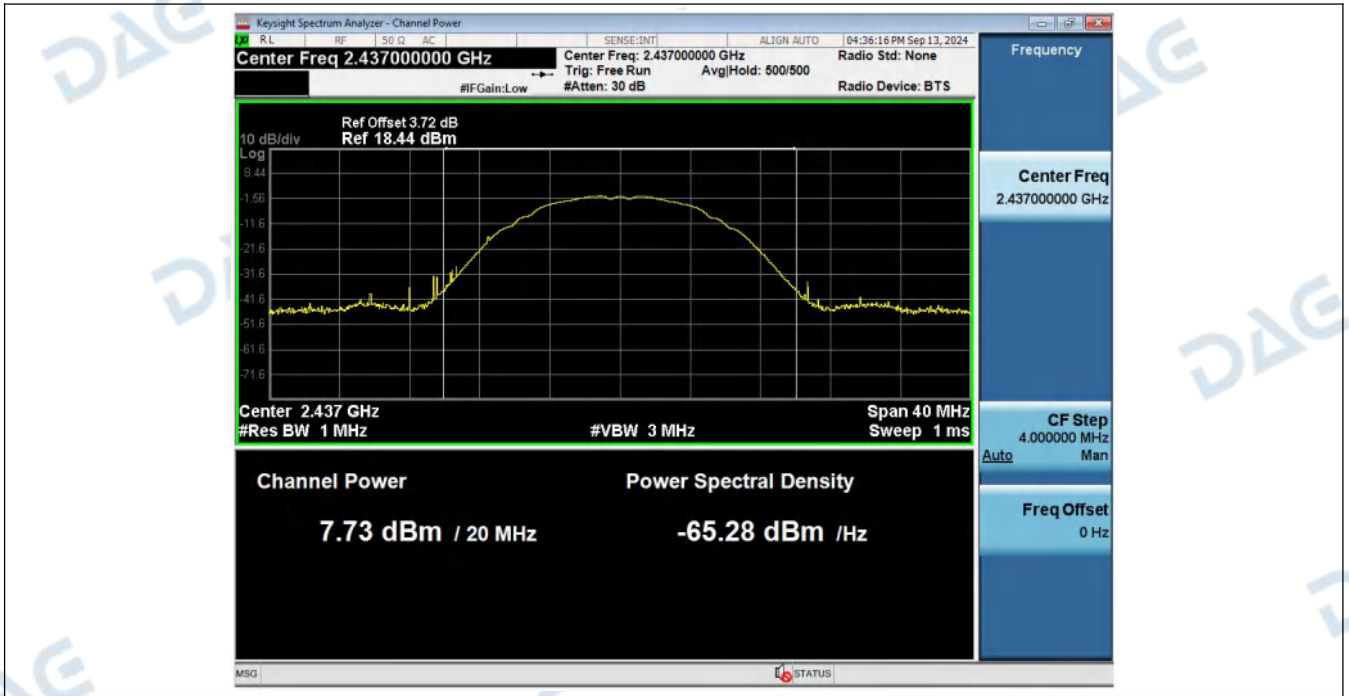 DAG
DAG
DAG
DAG
DAG
Keysight Spectrum Analyzer - Channel Power
LXI RL RF 50 Ω AC SENSE:INT ALIGN AUTO 04:36:16 PM Sep 13, 2024
Center Freq 2.437000000 GHz Center Freq: 2.437000000 GHz Radio Std: None
Trig: Free Run Avg|Hold: 500/500
#IFGain:Low #Atten: 30 dB Radio Device: BTS
Ref Offset 3.72 dB
10 dB/div Ref 18.44 dBm
Log
8.44
-1.56
-11.6
-21.6
-31.6
-41.6
-51.6
-61.6
-71.6
Center 2.437 GHz Span 40 MHz
#Res BW 1 MHz #VBW 3 MHz Sweep 1 ms
Channel Power Power Spectral Density
7.73 dBm / 20 MHz -65.28 dBm /Hz
MSG STATUS
Frequency
Center Freq
2.437000000 GHz
CF Step
4.000000 MHz
Auto Man
Freq Offset
0 Hz